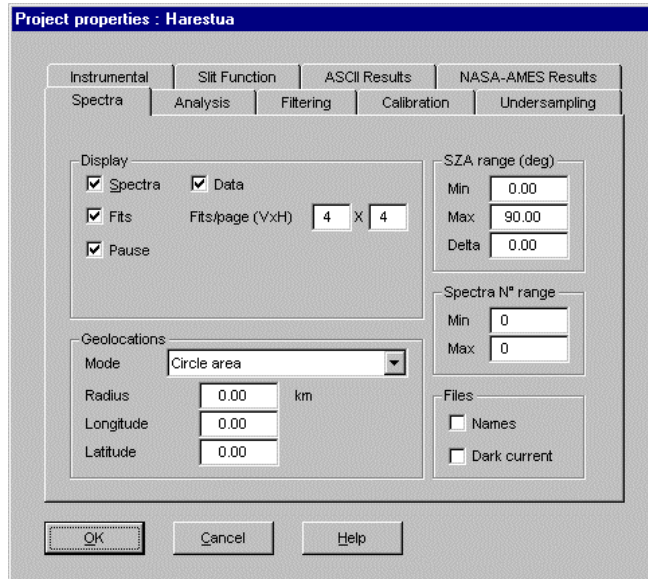 Project properties : Harestua
Instrumental Slit Function ASCII Results NASA-AMES Results
Spectra Analysis Filtering Calibration Undersampling
Display
Spectra Data
Fits Fits/page (VxH) 4 X 4
Pause
SZA range (deg)
Min 0.00
Max 90.00
Delta 0.00
Spectra N° range
Min 0
Max 0
Geolocations
Mode Circle area
Radius 0.00 km
Longitude 0.00
Latitude 0.00
Files
Names
Dark current
OK Cancel Help